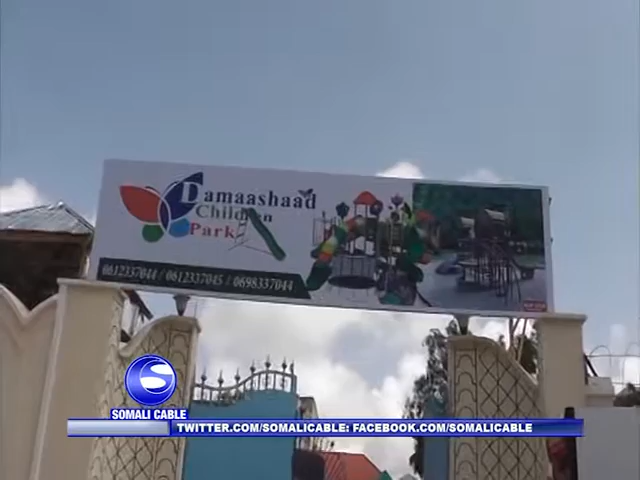 Damaashaad
Children
Park
0612337044 / 0612337045 / 0698337044
S
SOMALI CABLE
TWITTER.COM/SOMALICABLE: FACEBOOK.COM/SOMALICABLE